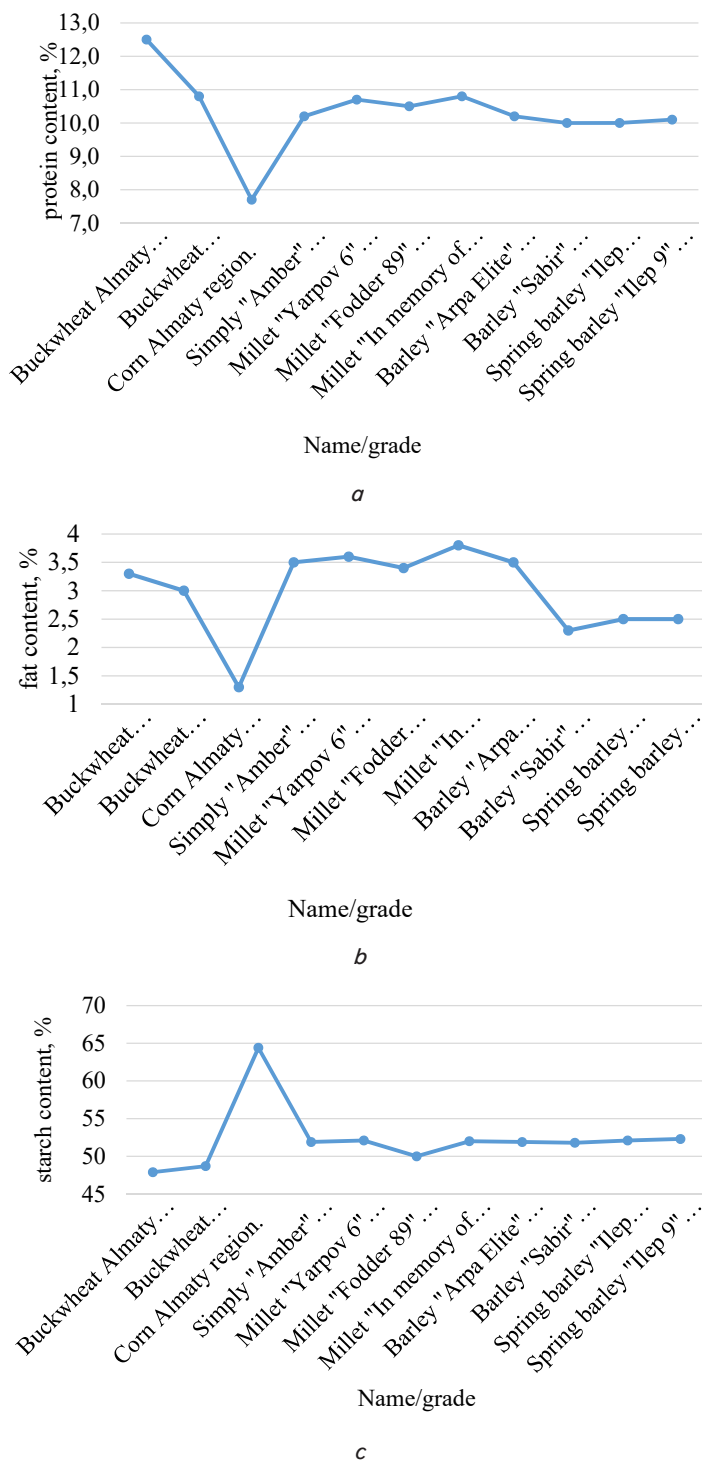 protein content, %
13,0
12,0
11,0
10,0
9,0
8,0
7,0
Buckwheat Almaty…
Buckwheat…
Corn Almaty region.
Simply "Amber" …
Millet "Yarpov 6" …
Millet "Fodder 89" …
Millet "In memory of…
Barley "Arpa Elite" …
Barley "Sabir" …
Spring barley "Ilep…
Spring barley "Ilep 9" …
Name/grade
a
fat content, %
4
3,5
3
2,5
2
1,5
1
Buckwheat…
Buckwheat…
Corn Almaty…
Simply "Amber" …
Millet "Yarpov 6" …
Millet "Fodder…
Millet "In…
Barley "Arpa…
Barley "Sabir" …
Spring barley…
Spring barley…
Name/grade
b
starch content, %
70
65
60
55
50
45
Buckwheat Almaty…
Buckwheat…
Corn Almaty region.
Simply "Amber" …
Millet "Yarpov 6" …
Millet "Fodder 89" …
Millet "In memory of…
Barley "Arpa Elite" …
Barley "Sabir" …
Spring barley "Ilep…
Spring barley "Ilep 9" …
Name/grade
c